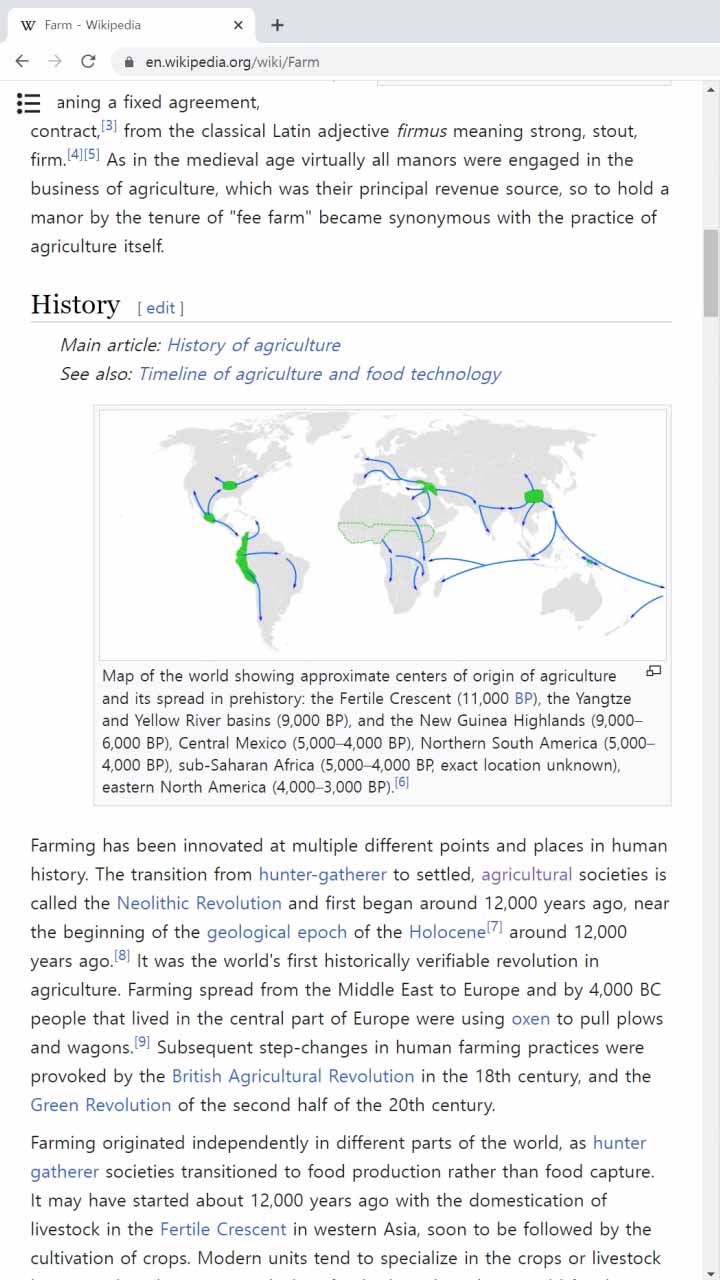 W Farm - Wikipedia
en.wikipedia.org/wiki/Farm
aning a fixed agreement,
contract,[3] from the classical Latin adjective firmus meaning strong, stout,
firm.[4][5] As in the medieval age virtually all manors were engaged in the
business of agriculture, which was their principal revenue source, so to hold a
manor by the tenure of "fee farm" became synonymous with the practice of
agriculture itself.
History [ edit ]
Main article: History of agriculture
See also: Timeline of agriculture and food technology
Map of the world showing approximate centers of origin of agriculture
and its spread in prehistory: the Fertile Crescent (11,000 BP), the Yangtze
and Yellow River basins (9,000 BP), and the New Guinea Highlands (9,000–
6,000 BP), Central Mexico (5,000–4,000 BP), Northern South America (5,000–
4,000 BP), sub-Saharan Africa (5,000–4,000 BP, exact location unknown),
eastern North America (4,000–3,000 BP).[6]
Farming has been innovated at multiple different points and places in human
history. The transition from hunter-gatherer to settled, agricultural societies is
called the Neolithic Revolution and first began around 12,000 years ago, near
the beginning of the geological epoch of the Holocene[7] around 12,000
years ago.[8] It was the world's first historically verifiable revolution in
agriculture. Farming spread from the Middle East to Europe and by 4,000 BC
people that lived in the central part of Europe were using oxen to pull plows
and wagons.[9] Subsequent step-changes in human farming practices were
provoked by the British Agricultural Revolution in the 18th century, and the
Green Revolution of the second half of the 20th century.
Farming originated independently in different parts of the world, as hunter
gatherer societies transitioned to food production rather than food capture.
It may have started about 12,000 years ago with the domestication of
livestock in the Fertile Crescent in western Asia, soon to be followed by the
cultivation of crops. Modern units tend to specialize in the crops or livestock